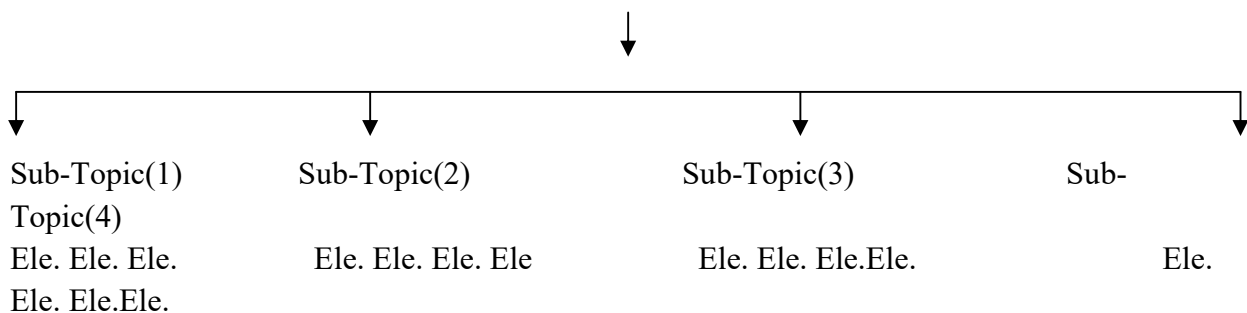 Sub-Topic(1) Sub-Topic(2) Sub-Topic(3) Sub-
Topic(4)
Ele. Ele. Ele. Ele. Ele. Ele. Ele Ele. Ele. Ele.Ele. Ele.
Ele. Ele.Ele.